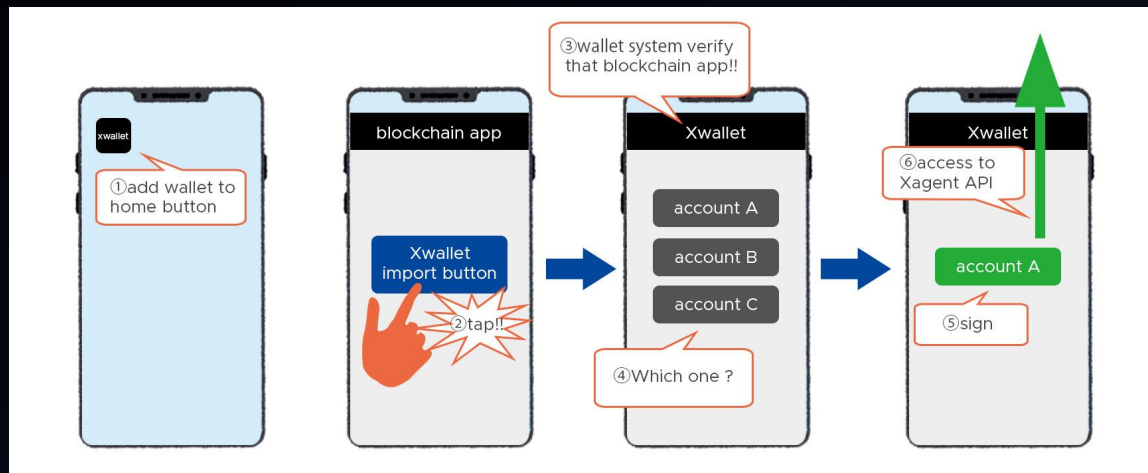 xwallet
①add wallet to
home button
blockchain app
Xwallet
import button
②tap!!
③wallet system verify
that blockchain app!!
Xwallet
account A
account B
account C
④Which one ?
Xwallet
⑥access to
Xagent API
account A
⑤sign